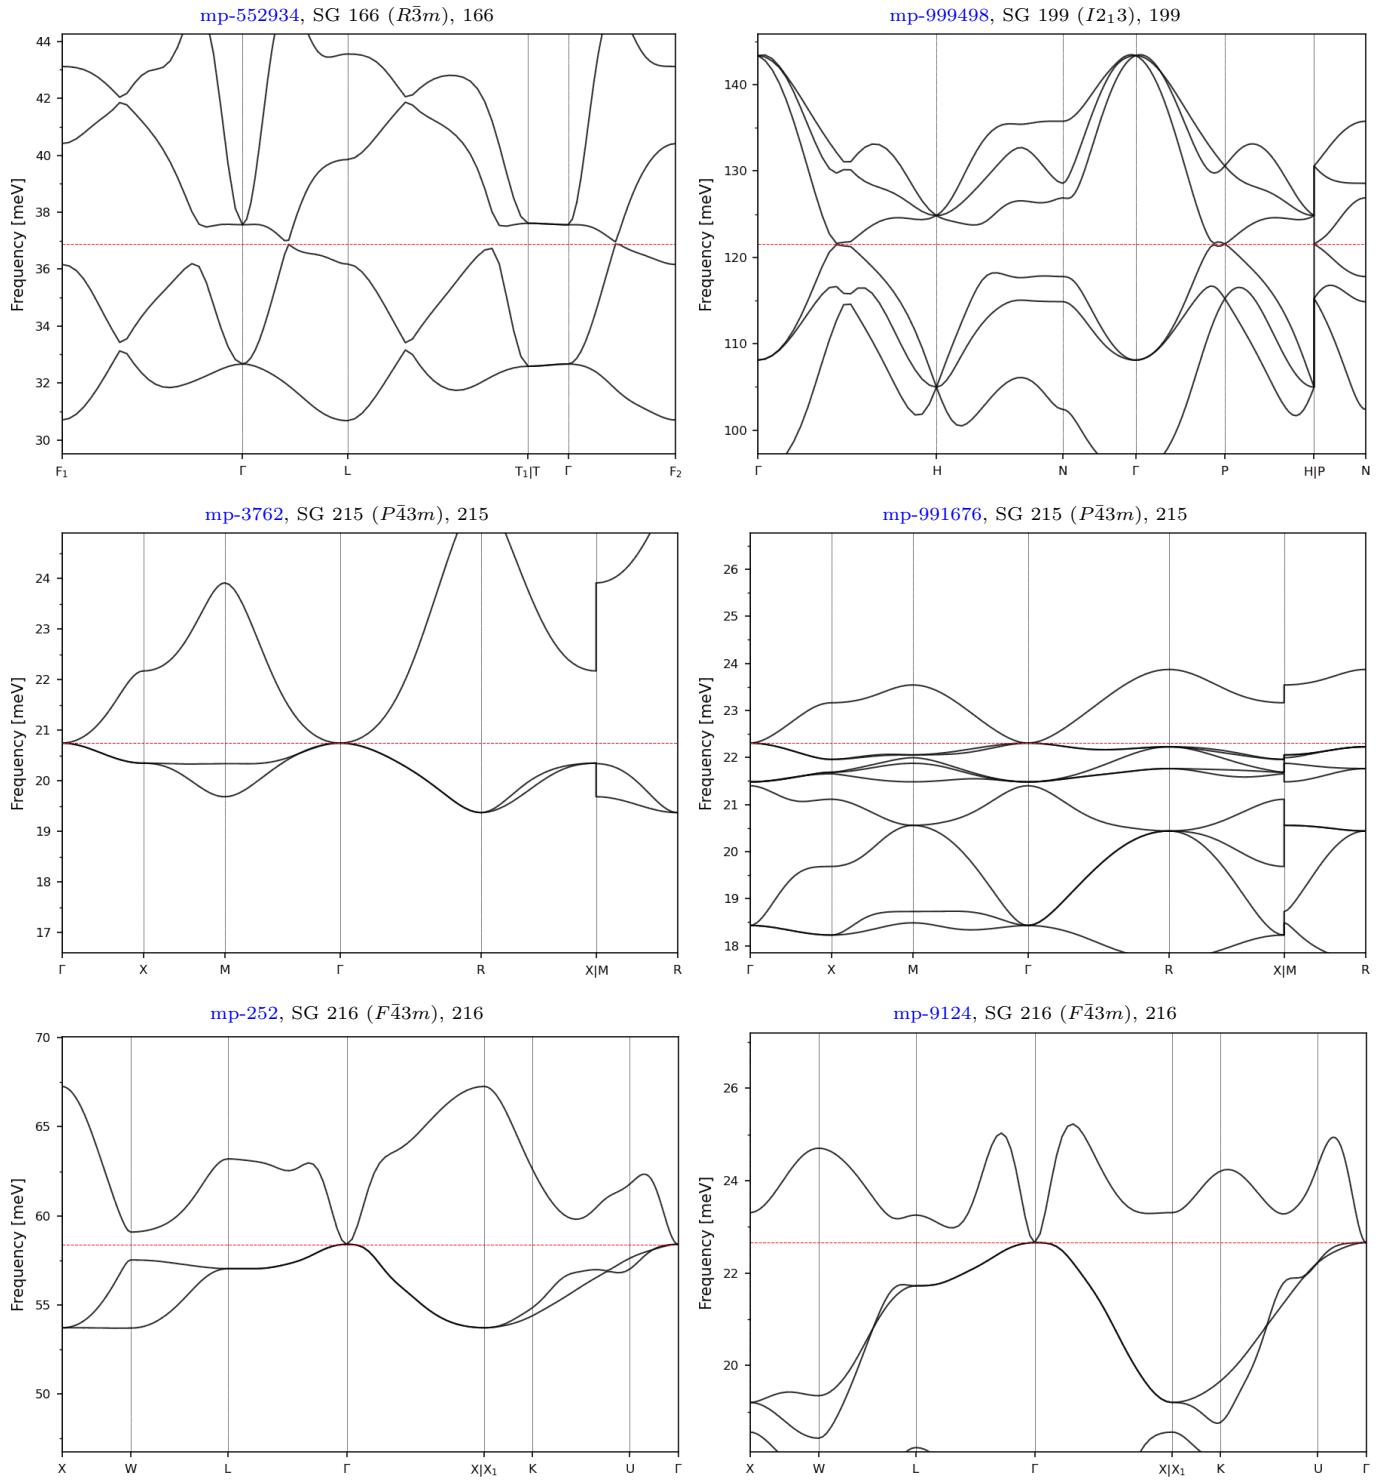 mp-552934, SG 166 (R3̄m), 166
Frequency [meV]
44
42
40
38
36
34
32
30
F₁ Γ L T₁|T Γ F₂
mp-999498, SG 199 (I2₁3), 199
Frequency [meV]
140
130
120
110
100
Γ H N Γ P H|P N
mp-3762, SG 215 (P4̄3m), 215
Frequency [meV]
24
23
22
21
20
19
18
17
Γ X M Γ R X|M R
mp-991676, SG 215 (P4̄3m), 215
Frequency [meV]
26
25
24
23
22
21
20
19
18
Γ X M Γ R X|M R
mp-252, SG 216 (F4̄3m), 216
Frequency [meV]
70
65
60
55
50
X W L Γ X|X₁ K U Γ
mp-9124, SG 216 (F4̄3m), 216
Frequency [meV]
26
24
22
20
X W L Γ X|X₁ K U Γ